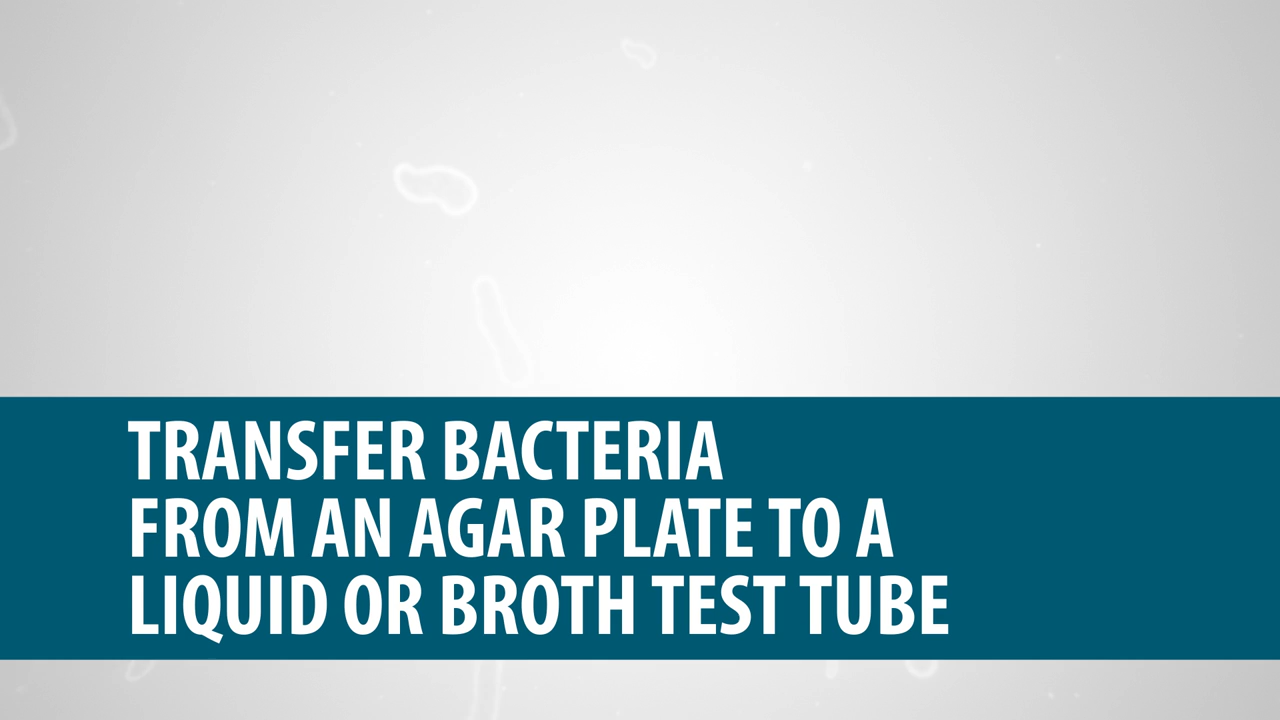 TRANSFER BACTERIA
FROM AN AGAR PLATE TO A
LIQUID OR BROTH TEST TUBE